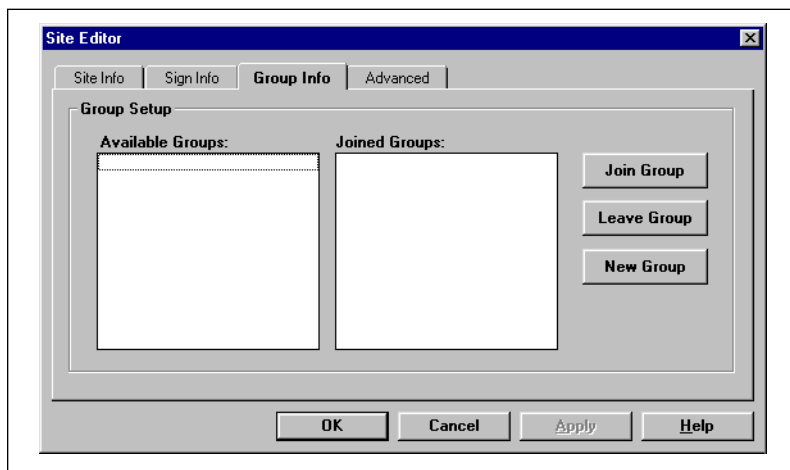 Site Editor
Site Info Sign Info Group Info Advanced
Group Setup
Available Groups: Joined Groups:
Join Group
Leave Group
New Group
OK Cancel Apply Help